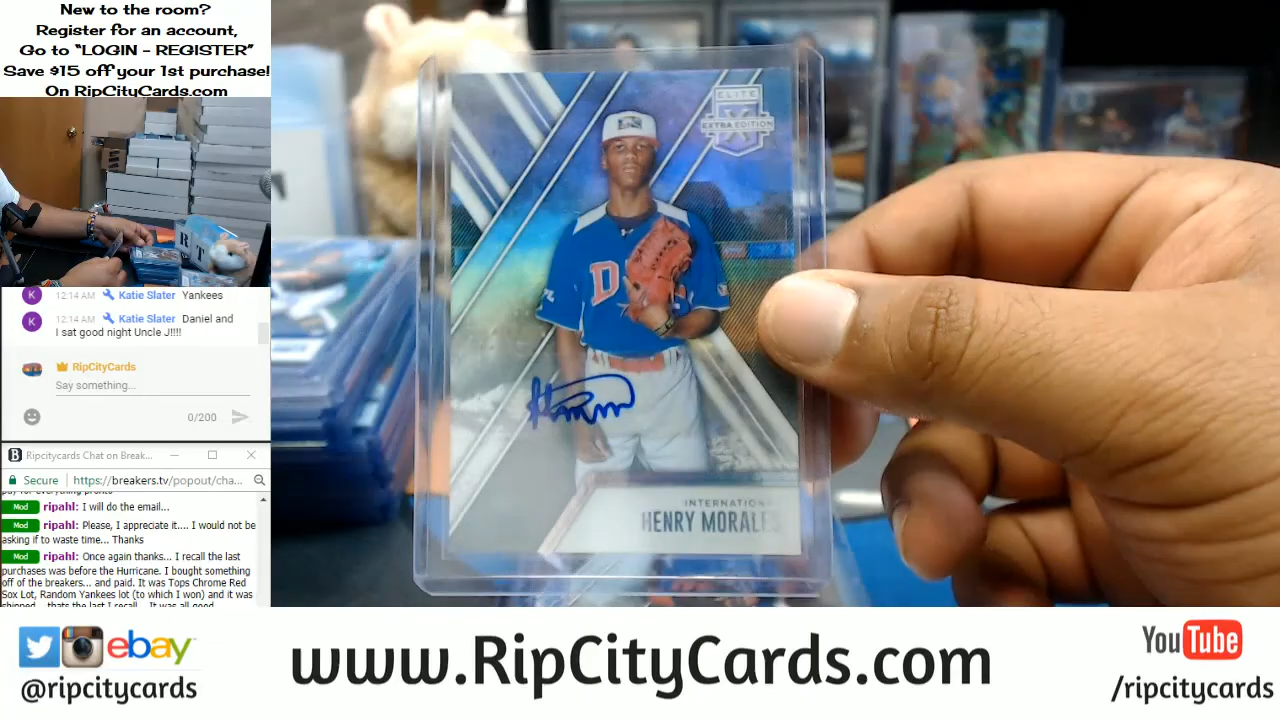 New to the room?
Register for an account,
Go to “LOGIN - REGISTER”
Save $15 off your 1st purchase!
On RipCityCards.com
R T
K 12:14 AM Katie Slater Yankees
K 12:14 AM Katie Slater Daniel and
I sat good night Uncle J!!!!
RipCityCards
Say something...
0/200
Ripcitycards Chat on Break...
Secure https://breakers.tv/popout/cha...
Mod ripahl: I will do the email...
Mod ripahl: Please, I appreciate it.... I would not be
asking if to waste time... Thanks
Mod ripahl: Once again thanks... I recall the last
purchases was before the Hurricane. I bought something
off of the breakers... and paid. It was Tops Chrome Red
Sox Lot, Random Yankees lot (to which I won) and it was
ELITE
X
EXTRA EDITION
D
INTERNATIONAL
HENRY MORALES
ebay
@ripcitycards
www.RipCityCards.com
YouTube
/ripcitycards